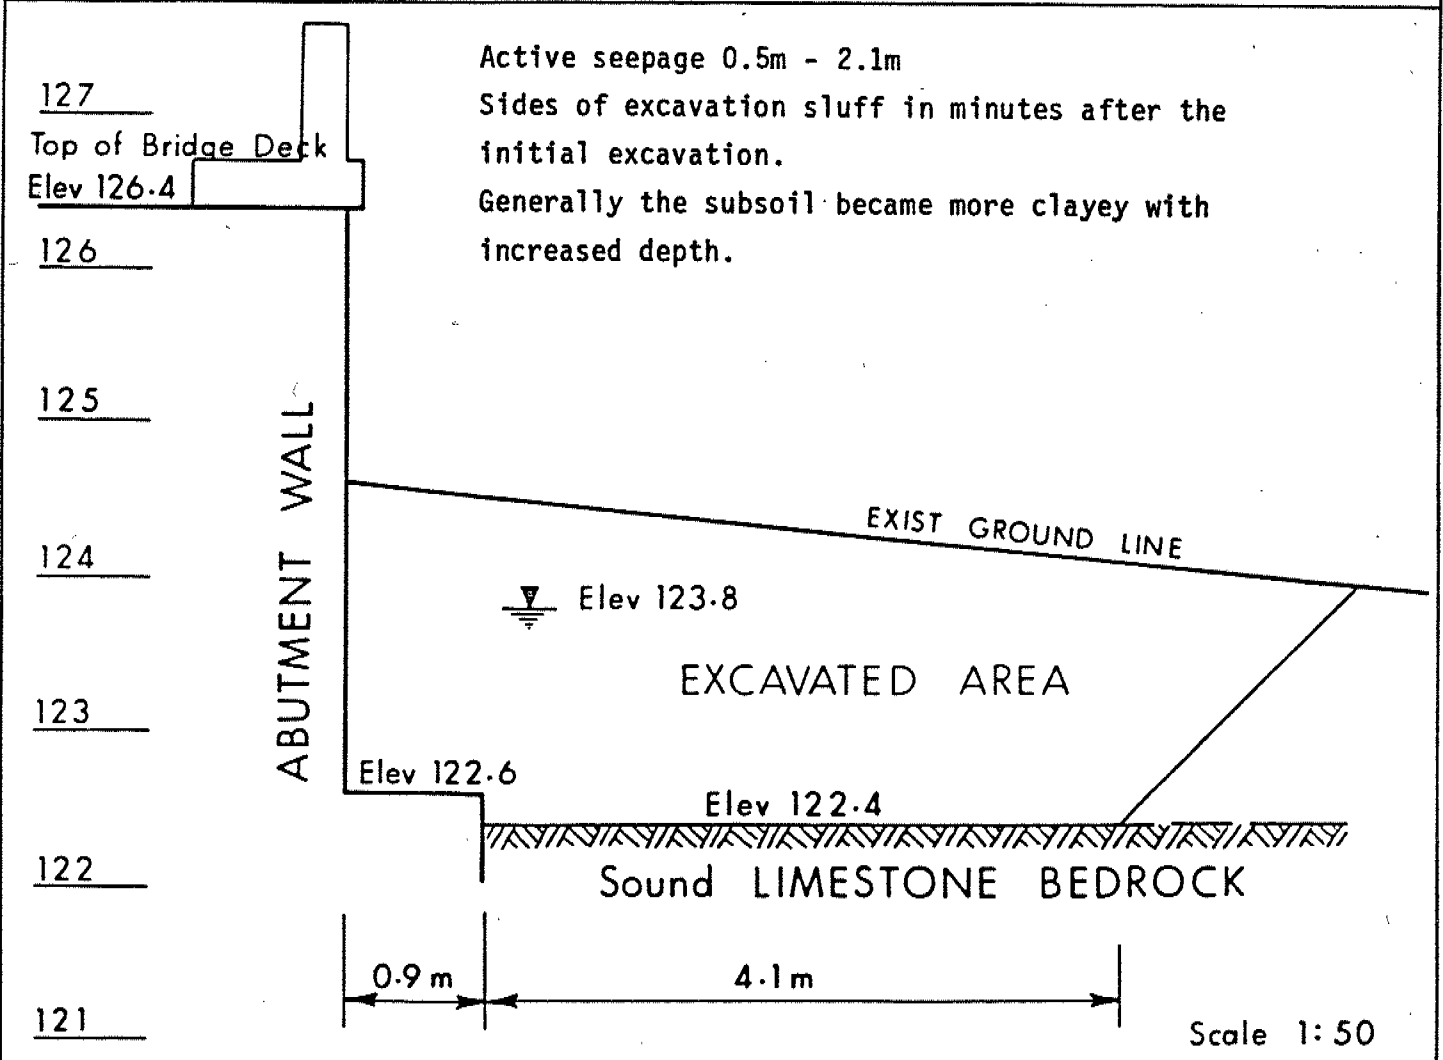 Active seepage 0.5m - 2.1m
Sides of excavation sluff in minutes after the
initial excavation.
Generally the subsoil became more clayey with
increased depth.
127
Top of Bridge Deck
Elev 126.4
126
125
124
123
122
121
ABUTMENT WALL
EXIST GROUND LINE
Elev 123.8
EXCAVATED AREA
Elev 122.6
Elev 122.4
Sound LIMESTONE BEDROCK
0.9 m
4.1 m
Scale 1:50